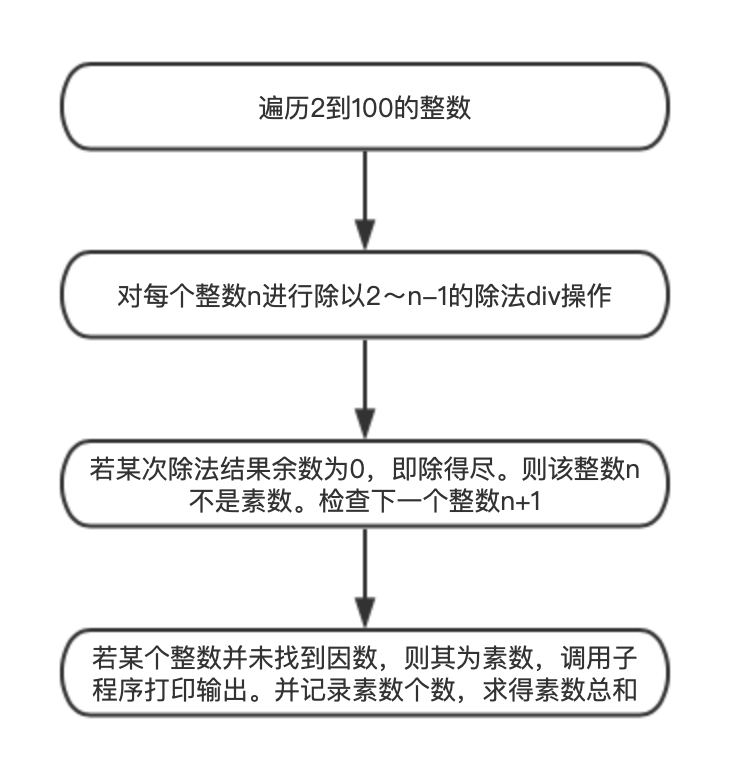 遍历2到100的整数
对每个整数n进行除以2～n-1的除法div操作
若某次除法结果余数为0，即除得尽。则该整数n
不是素数。检查下一个整数n+1
若某个整数并未找到因数，则其为素数，调用子
程序打印输出。并记录素数个数，求得素数总和